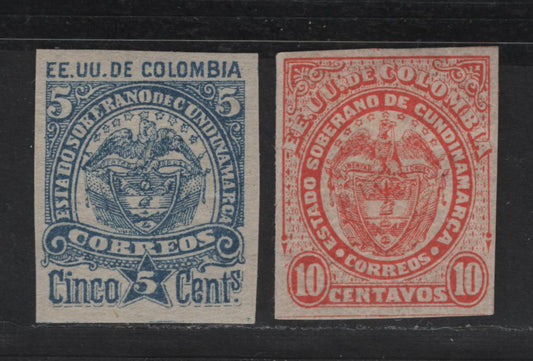 EE.UU. DE COLOMBIA
5 5
ESTADO SOBERANO DE CUNDINAMARCA
CORREOS
Cinco 5 Cents.
EE.UU. DE COLOMBIA
ESTADO SOBERANO DE CUNDINAMARCA
• CORREOS •
10 CENTAVOS 10